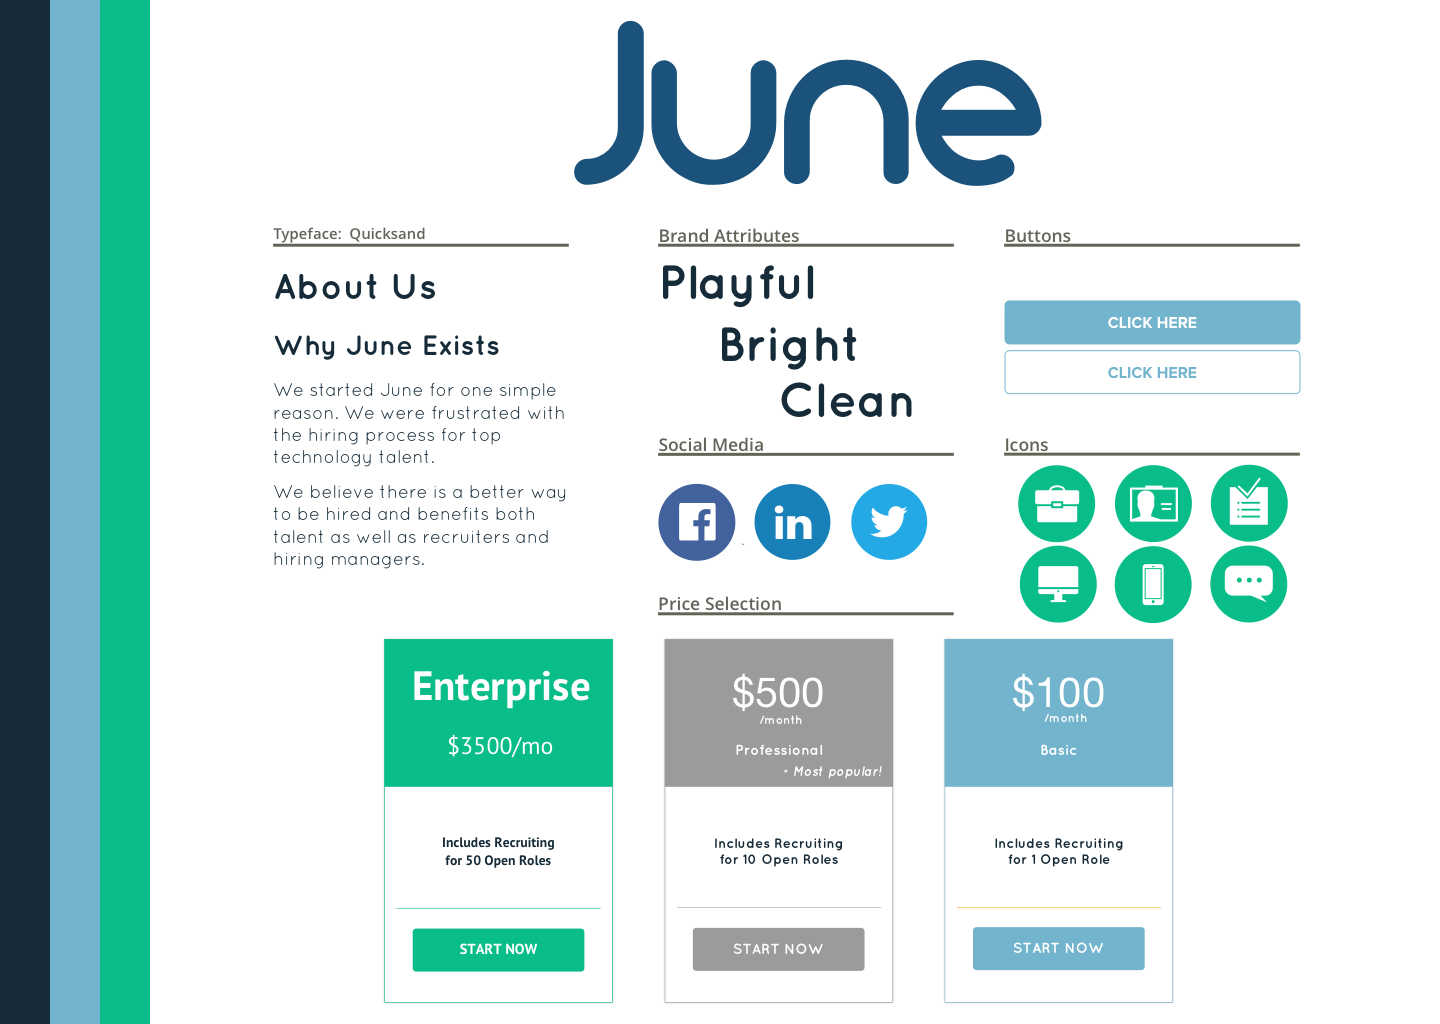 June
Typeface: Quicksand
About Us
Why June Exists
We started June for one simple
reason. We were frustrated with
the hiring process for top
technology talent.
We believe there is a better way
to be hired and benefits both
talent as well as recruiters and
hiring managers.
Brand Attributes
Playful
Bright
Clean
Social Media
f
in
Buttons
CLICK HERE
CLICK HERE
Icons
Price Selection
Enterprise
$3500/mo
Includes Recruiting
for 50 Open Roles
START NOW
$500
/month
Professional
• Most popular!
Includes Recruiting
for 10 Open Roles
START NOW
$100
/month
Basic
Includes Recruiting
for 1 Open Role
START NOW